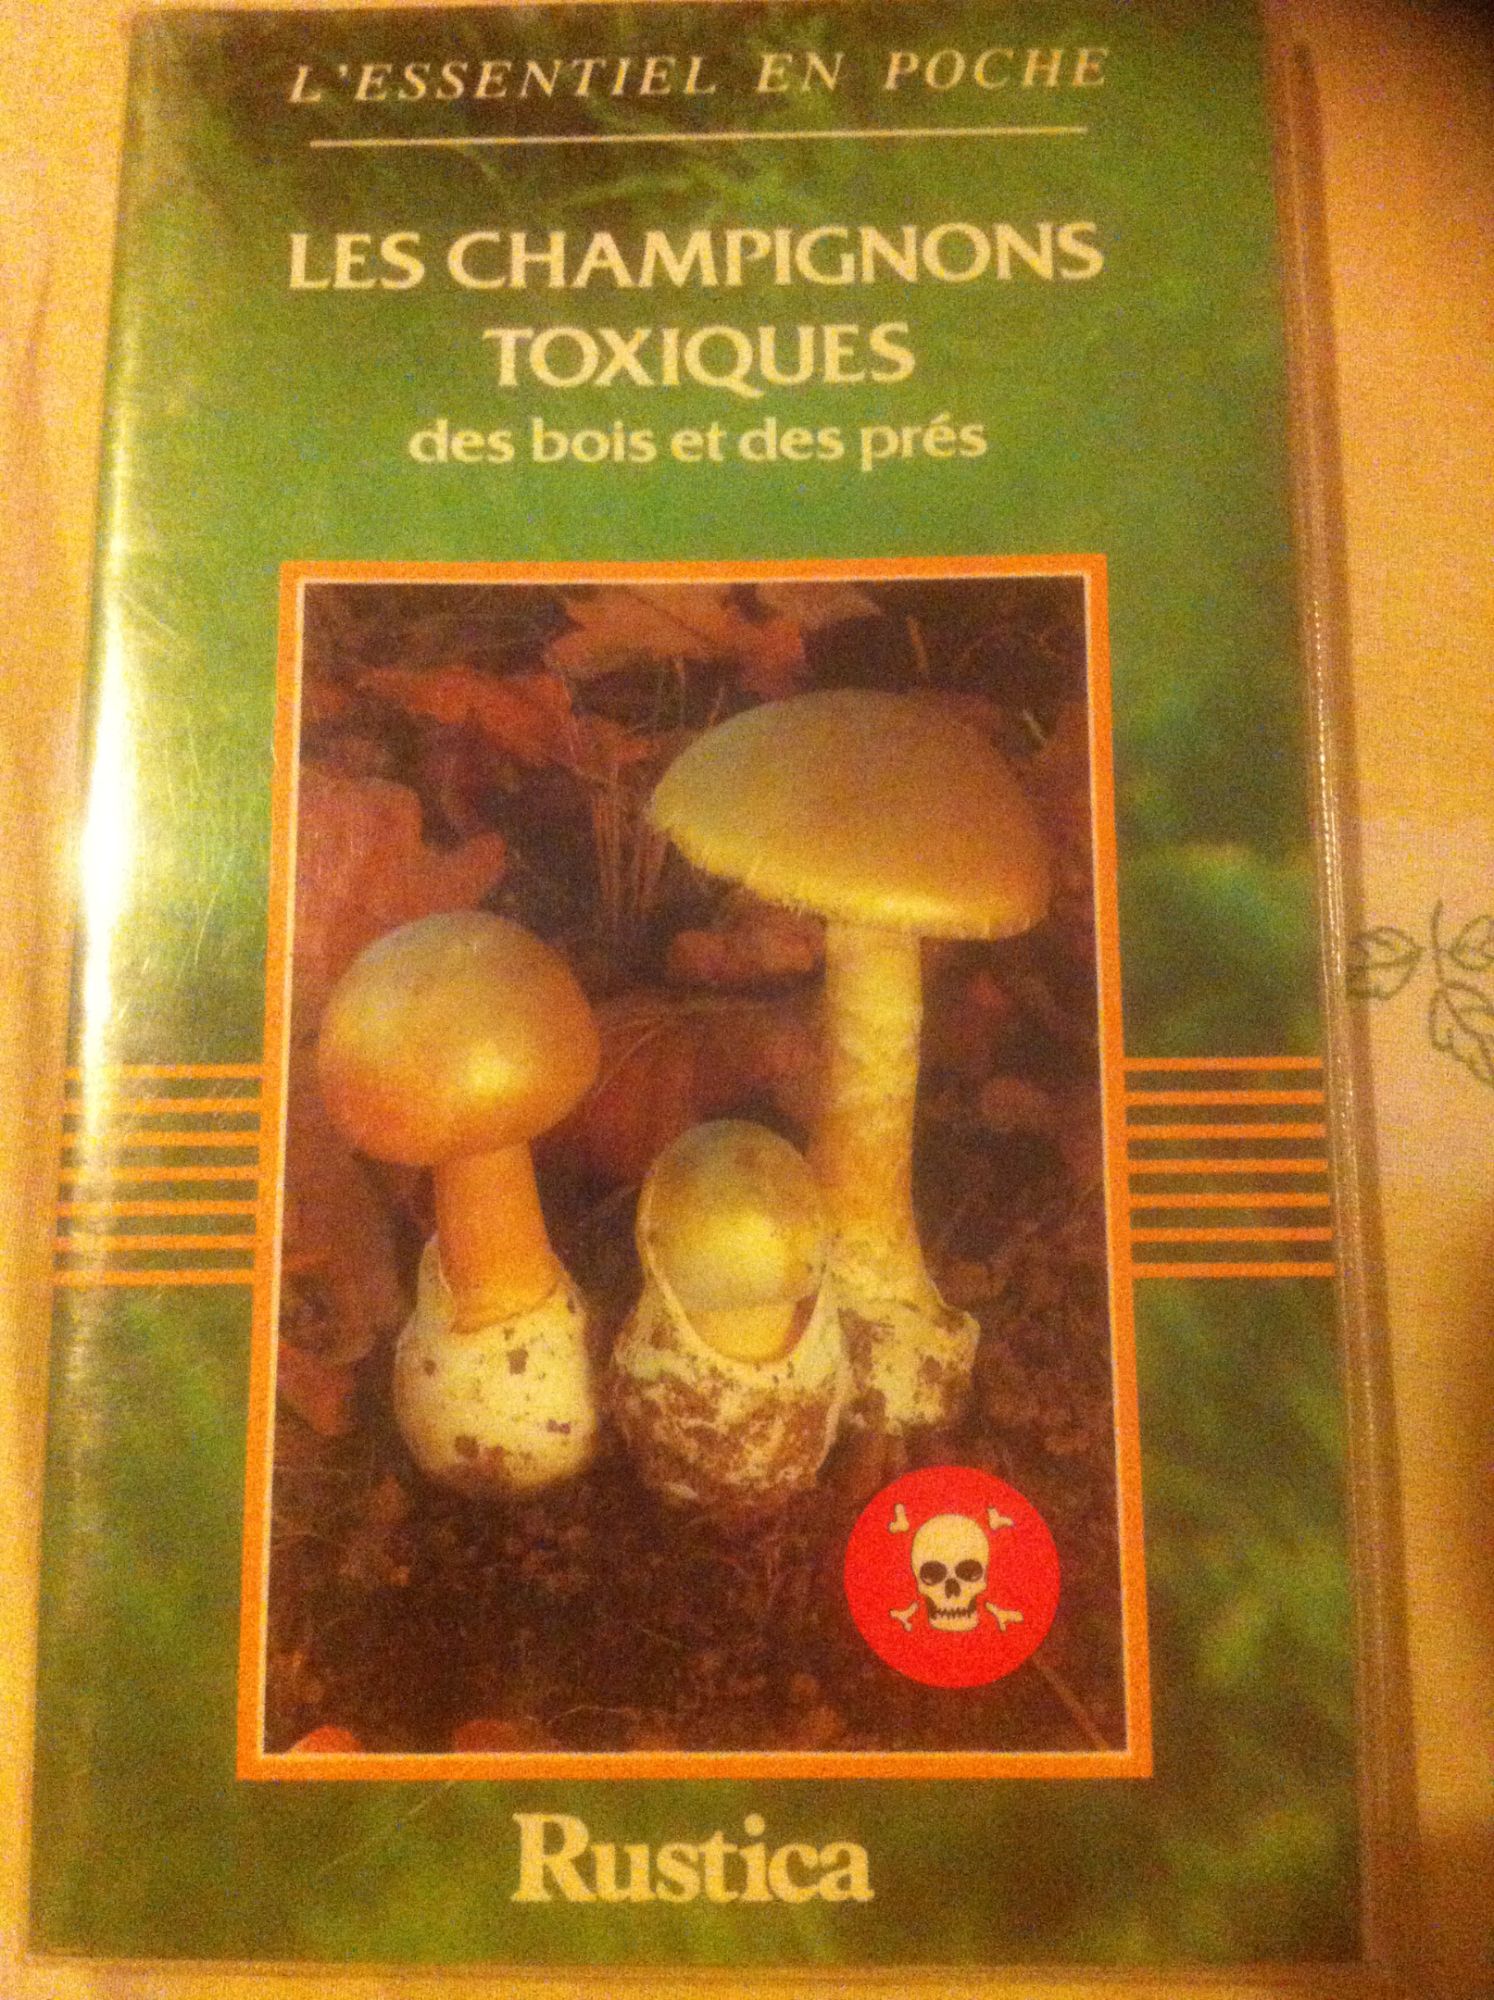 L'ESSENTIEL EN POCHE
LES CHAMPIGNONS
TOXIQUES
des bois et des prés
Rustica